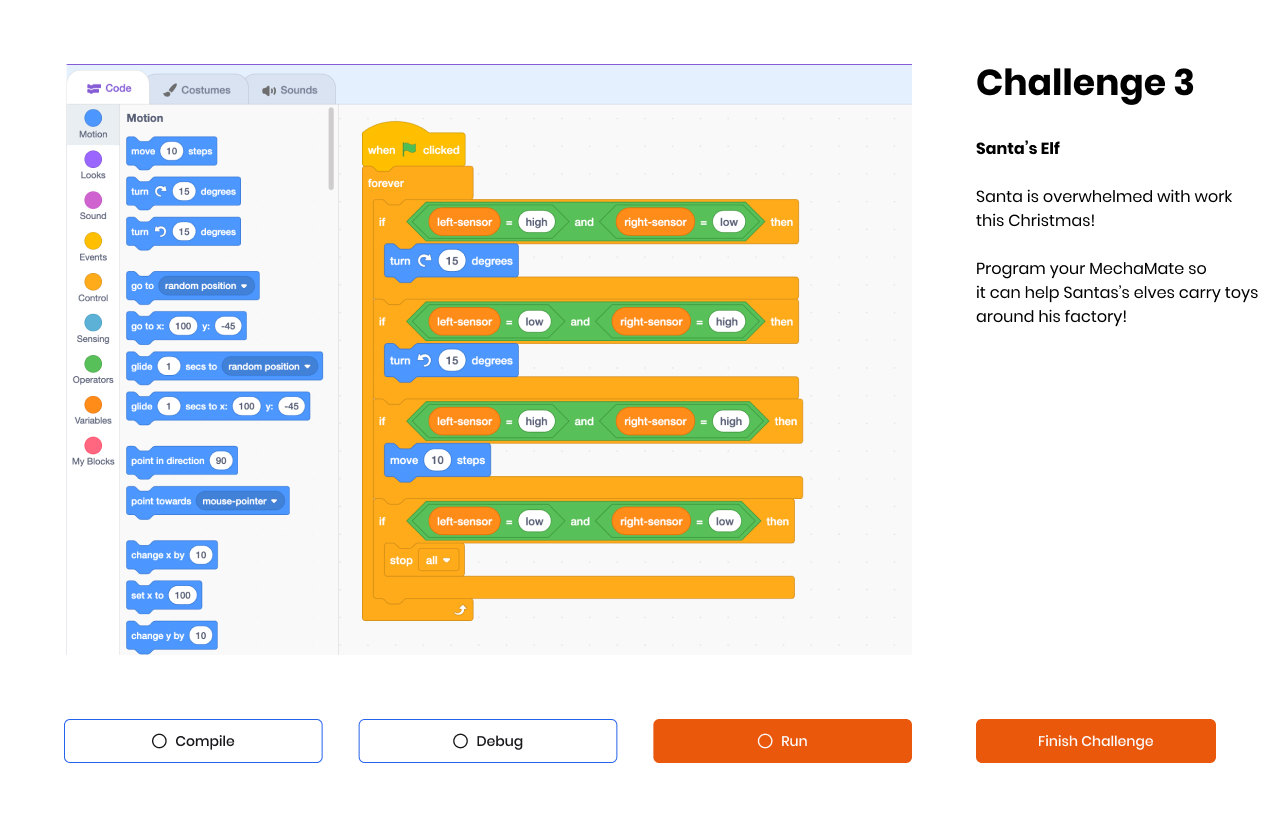 Code
Costumes
Sounds
Motion
Looks
Sound
Events
Control
Sensing
Operators
Variables
My Blocks
Motion
move 10 steps
turn 15 degrees
turn 15 degrees
go to random position
go to x: 100 y: -45
glide 1 secs to random position
glide 1 secs to x: 100 y: -45
point in direction 90
point towards mouse-pointer
change x by 10
set x to 100
change y by 10
when clicked
forever
if left-sensor = high and right-sensor = low then
turn 15 degrees
if left-sensor = low and right-sensor = high then
turn 15 degrees
if left-sensor = high and right-sensor = high then
move 10 steps
if left-sensor = low and right-sensor = low then
stop all
Challenge 3
Santa's Elf
Santa is overwhelmed with work
this Christmas!
Program your MechaMate so
it can help Santas's elves carry toys
around his factory!
Compile
Debug
Run
Finish Challenge